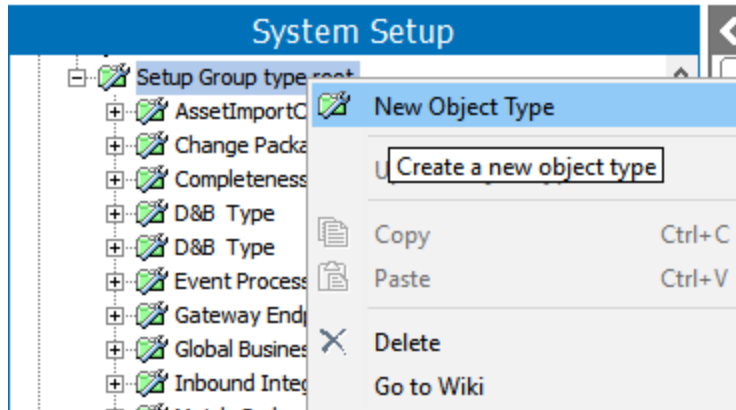 System Setup
Setup Group type root
AssetImportC
New Object Type
Change Packa
Create a new object type
Completeness
D&B Type
Copy Ctrl+C
D&B Type
Paste Ctrl+V
Event Process
Gateway End
Global Busines
Delete
Inbound Integ
Go to Wiki